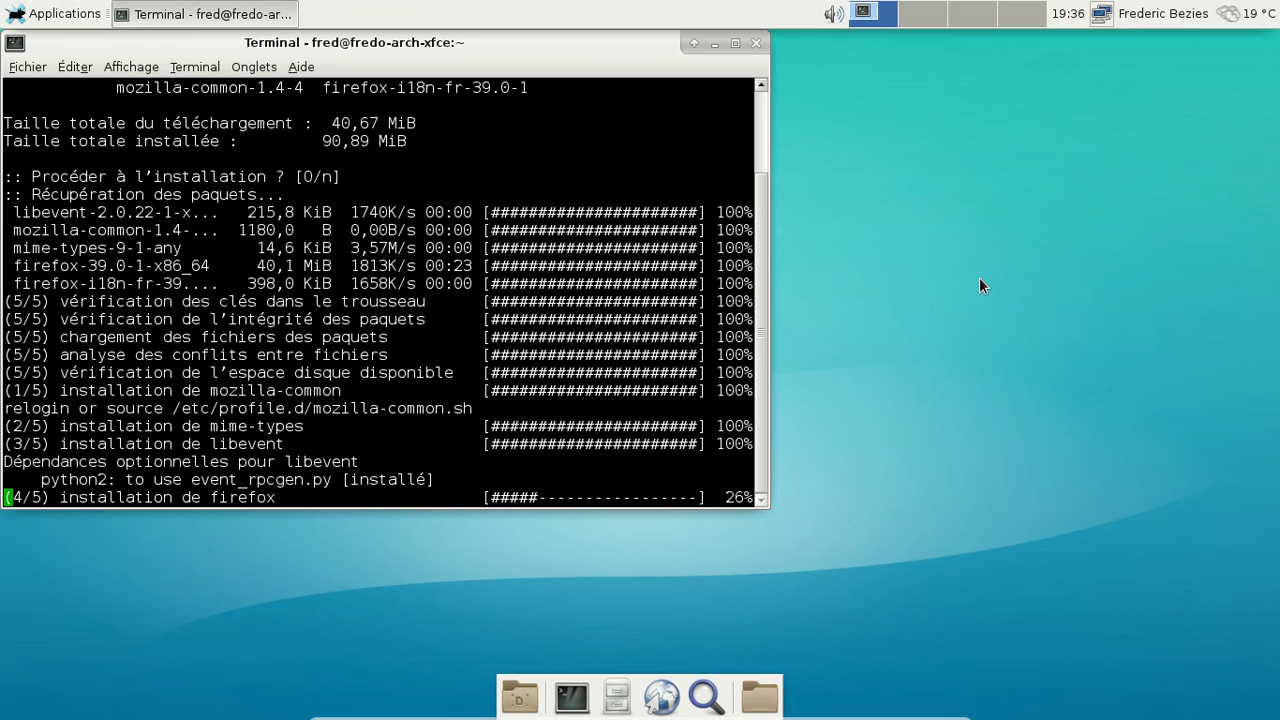 Applications
Terminal - fred@fredo-ar...
19:36
Frederic Bezies
19 °C
Terminal - fred@fredo-arch-xfce:~
Fichier Éditer Affichage Terminal Onglets Aide
mozilla-common-1.4-4 firefox-i18n-fr-39.0-1
Taille totale du téléchargement : 40,67 MiB
Taille totale installée : 90,89 MiB
:: Procéder à l’installation ? [O/n]
:: Récupération des paquets...
libevent-2.0.22-1-x... 215,8 KiB 1740K/s 00:00 [######################] 100%
mozilla-common-1.4-... 1180,0 B 0,00B/s 00:00 [######################] 100%
mime-types-9-1-any 14,6 KiB 3,57M/s 00:00 [######################] 100%
firefox-39.0-1-x86_64 40,1 MiB 1813K/s 00:23 [######################] 100%
firefox-i18n-fr-39.... 398,0 KiB 1658K/s 00:00 [######################] 100%
(5/5) vérification des clés dans le trousseau [######################] 100%
(5/5) vérification de l’intégrité des paquets [######################] 100%
(5/5) chargement des fichiers des paquets [######################] 100%
(5/5) analyse des conflits entre fichiers [######################] 100%
(5/5) vérification de l’espace disque disponible [######################] 100%
(1/5) installation de mozilla-common [######################] 100%
relogin or source /etc/profile.d/mozilla-common.sh
(2/5) installation de mime-types [######################] 100%
(3/5) installation de libevent [######################] 100%
Dépendances optionnelles pour libevent
python2: to use event_rpcgen.py [installé]
(4/5) installation de firefox [#####-----------------] 26%
D